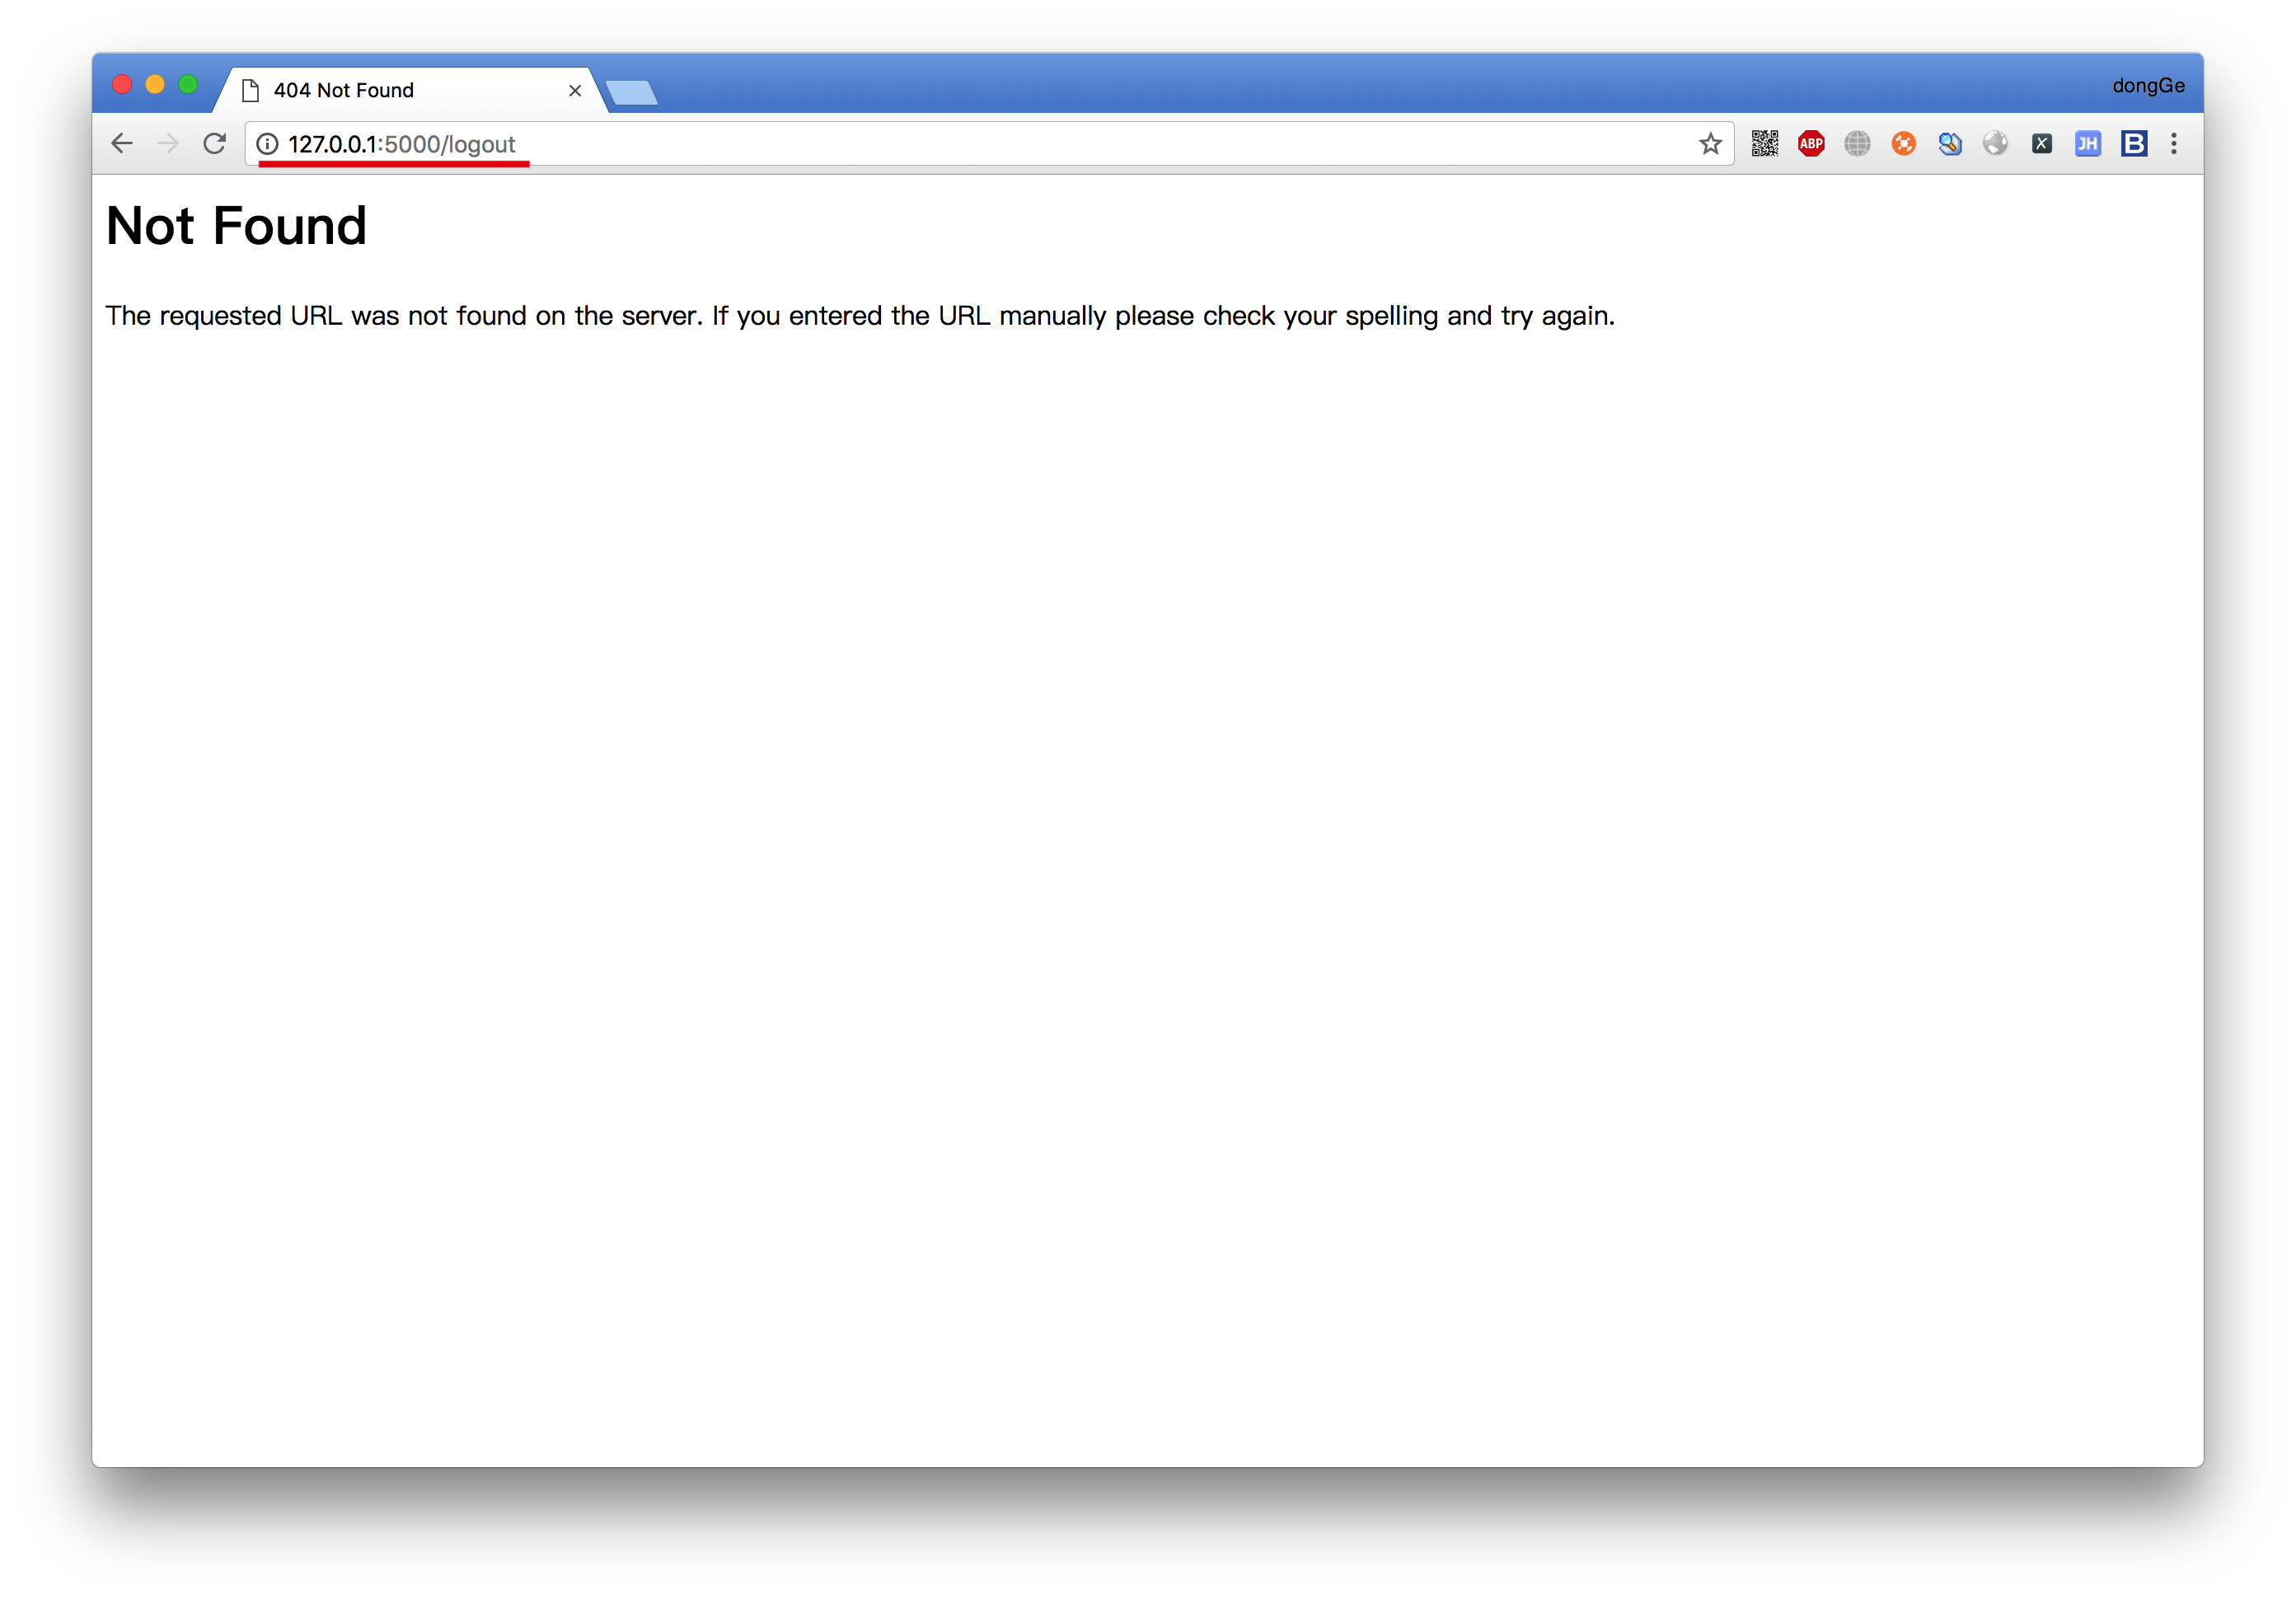 404 Not Found
dongGe
127.0.0.1:5000/logout
ABP
X
JH
B
Not Found
The requested URL was not found on the server. If you entered the URL manually please check your spelling and try again.